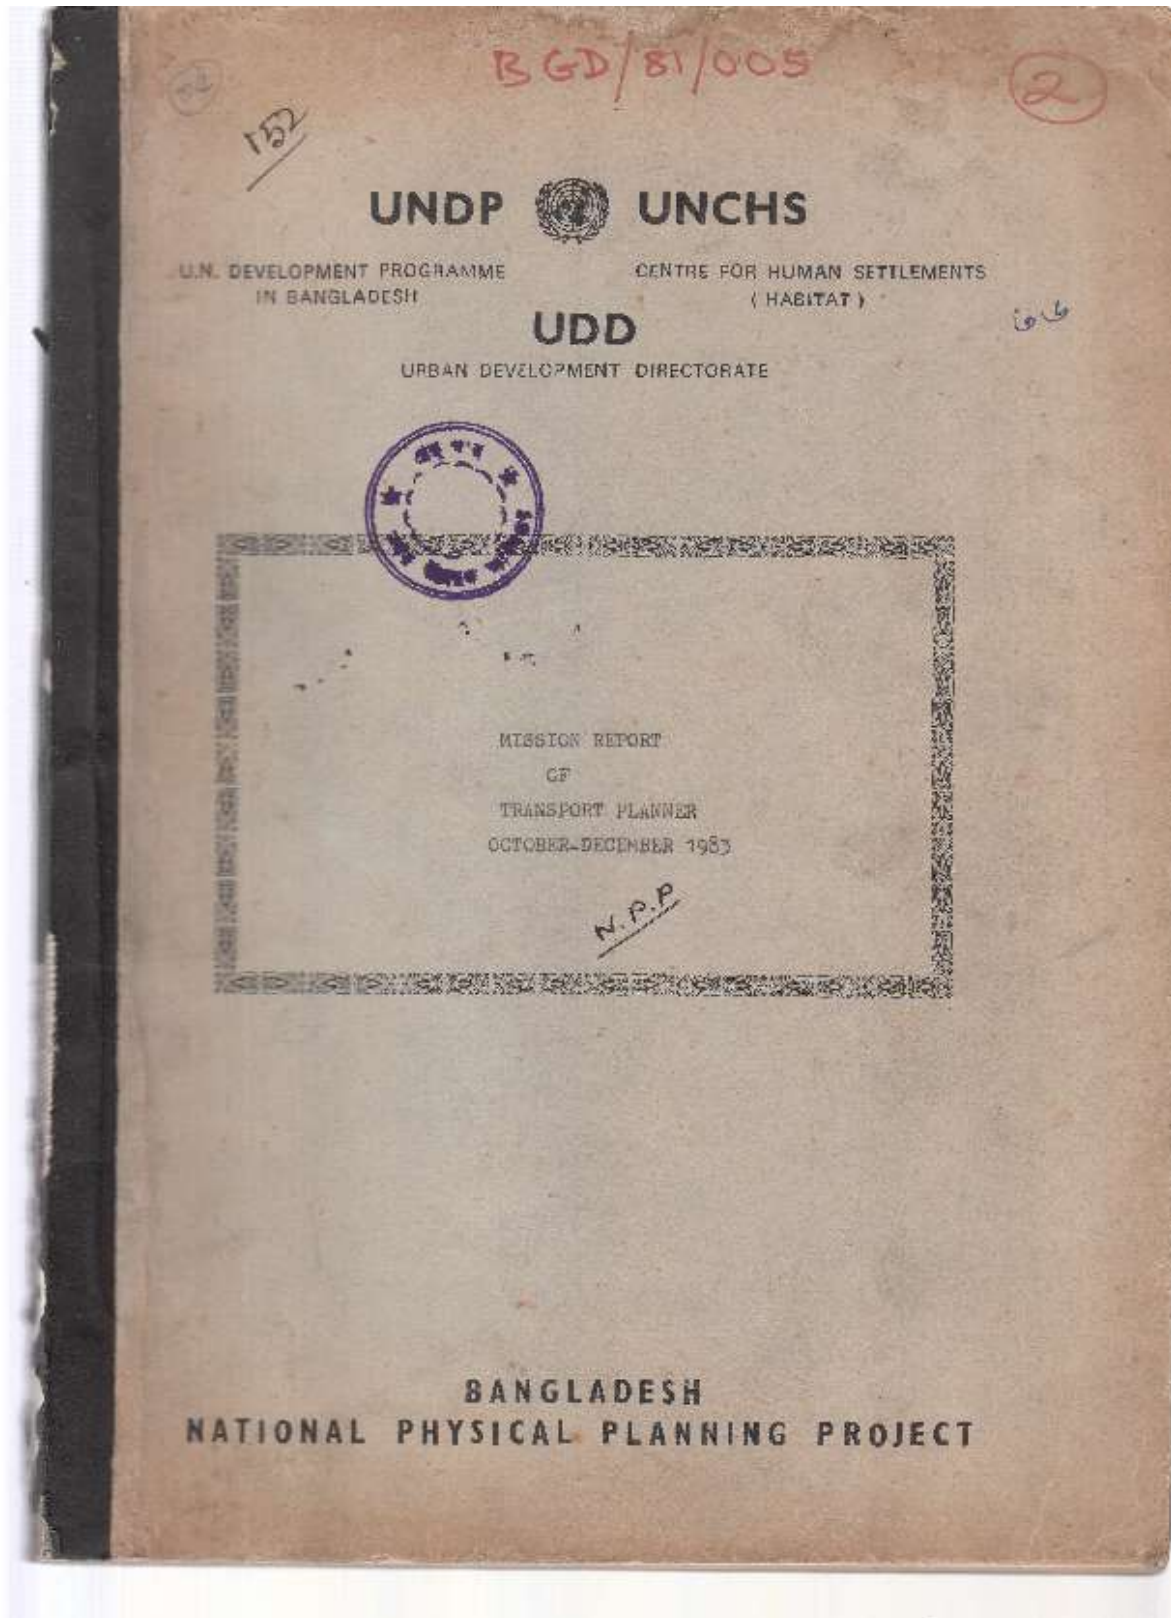 BGD/81/005
2
152
UNDP UNCHS
U.N. DEVELOPMENT PROGRAMME
IN BANGLADESH
CENTRE FOR HUMAN SETTLEMENTS
( HABITAT )
UDD
URBAN DEVELOPMENT DIRECTORATE
MISSION REPORT
OF
TRANSPORT PLANNER
OCTOBER-DECEMBER 1983
N.P.P
BANGLADESH
NATIONAL PHYSICAL PLANNING PROJECT